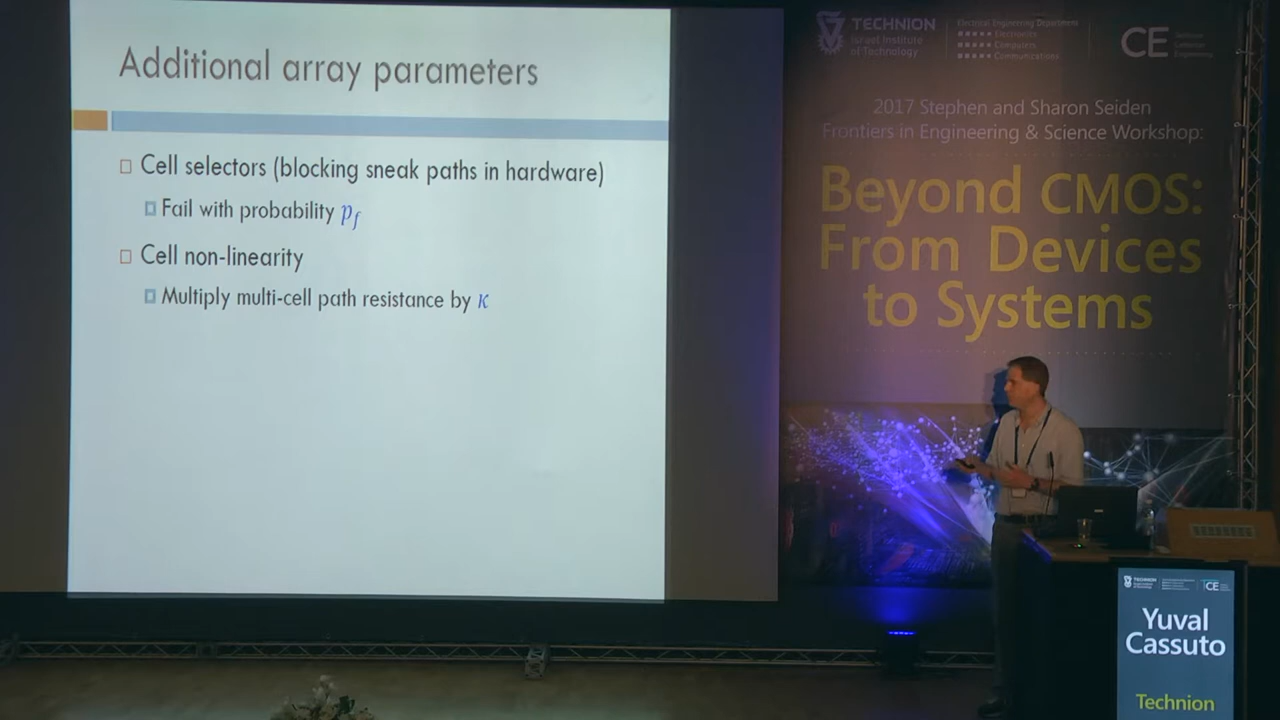 Additional array parameters
Cell selectors (blocking sneak paths in hardware)
Fail with probability p_f
Cell non-linearity
Multiply multi-cell path resistance by κ
TECHNION
Israel Institute
of Technology
Electrical Engineering Department
Electronics
Computers
Communications
CE
2017 Stephen and Sharon Seiden
Frontiers in Engineering & Science Workshop:
Beyond CMOS:
From Devices
to Systems
TECHNION
CE
Yuval
Cassuto
Technion